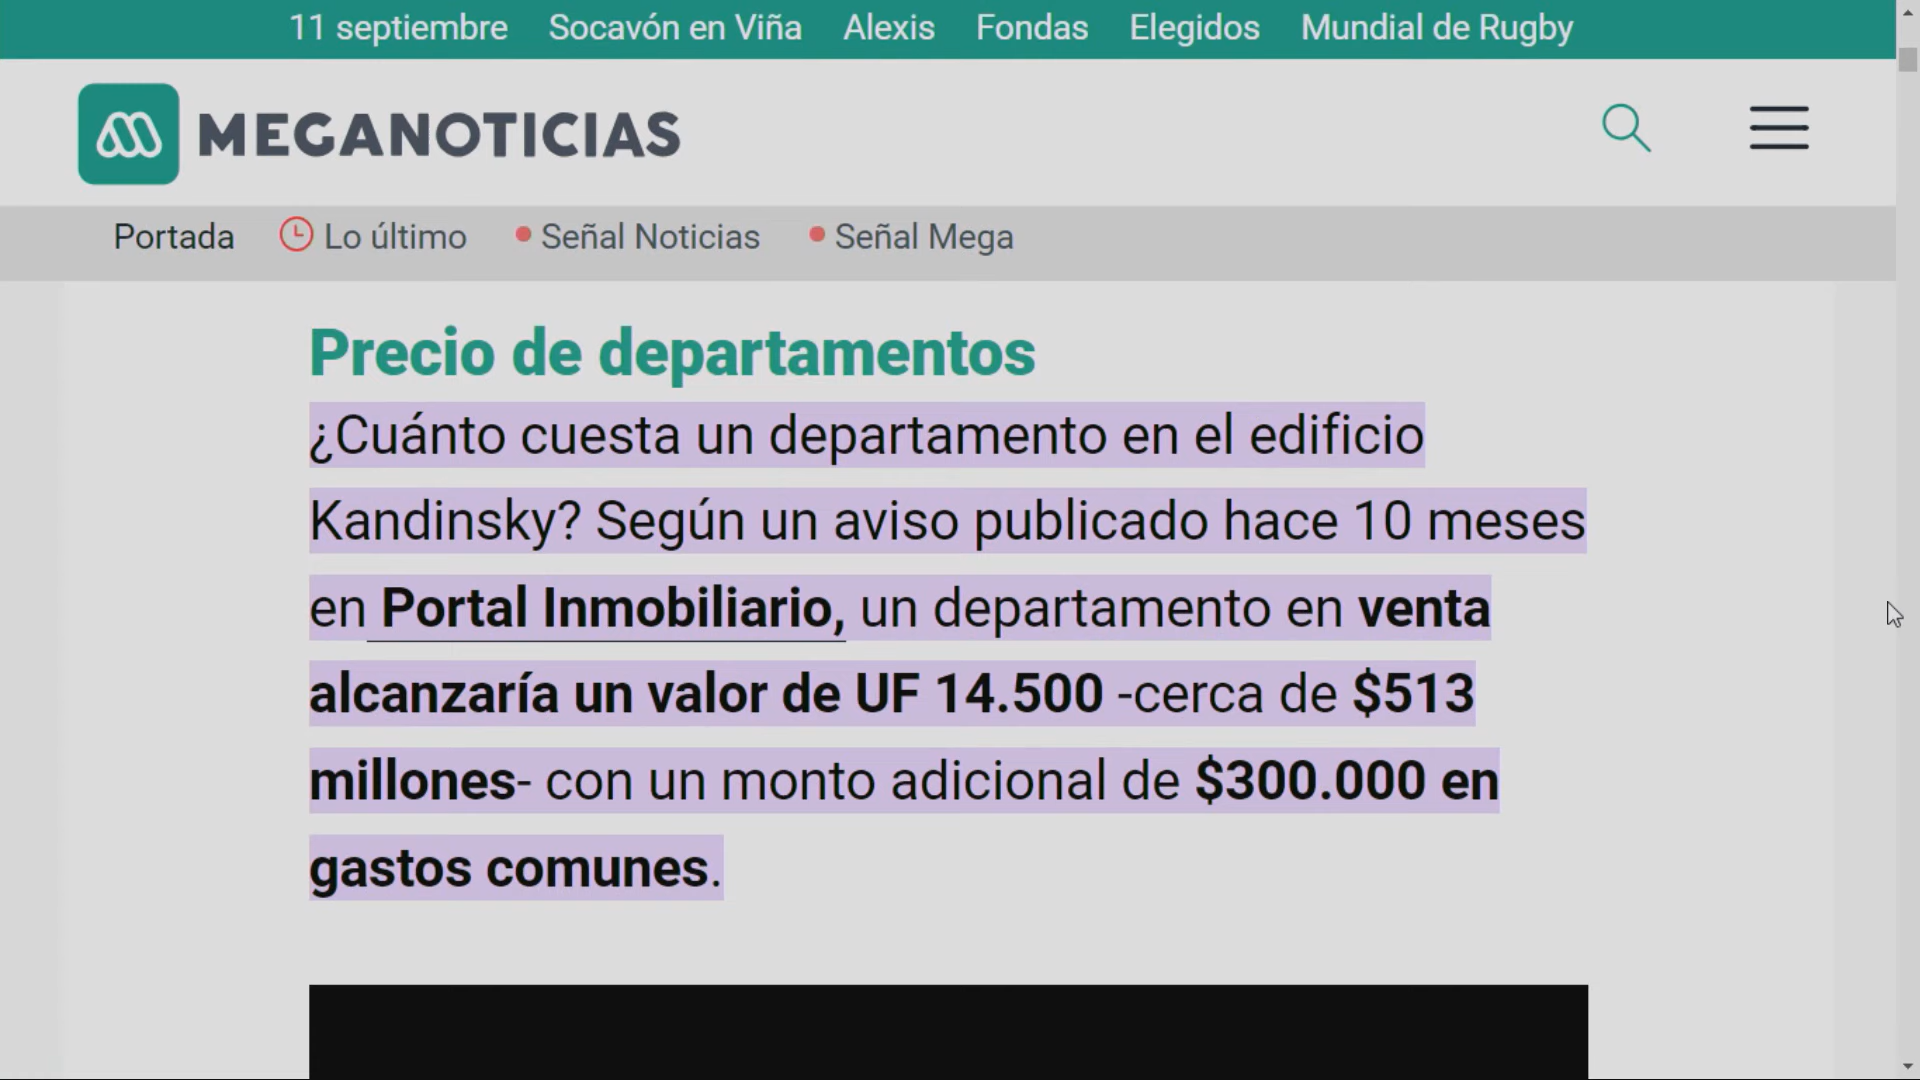 11 septiembre Socavón en Viña Alexis Fondas Elegidos Mundial de Rugby
MEGANOTICIAS
Portada Lo último Señal Noticias Señal Mega
Precio de departamentos
¿Cuánto cuesta un departamento en el edificio
Kandinsky? Según un aviso publicado hace 10 meses
en Portal Inmobiliario, un departamento en venta
alcanzaría un valor de UF 14.500 -cerca de $513
millones- con un monto adicional de $300.000 en
gastos comunes.